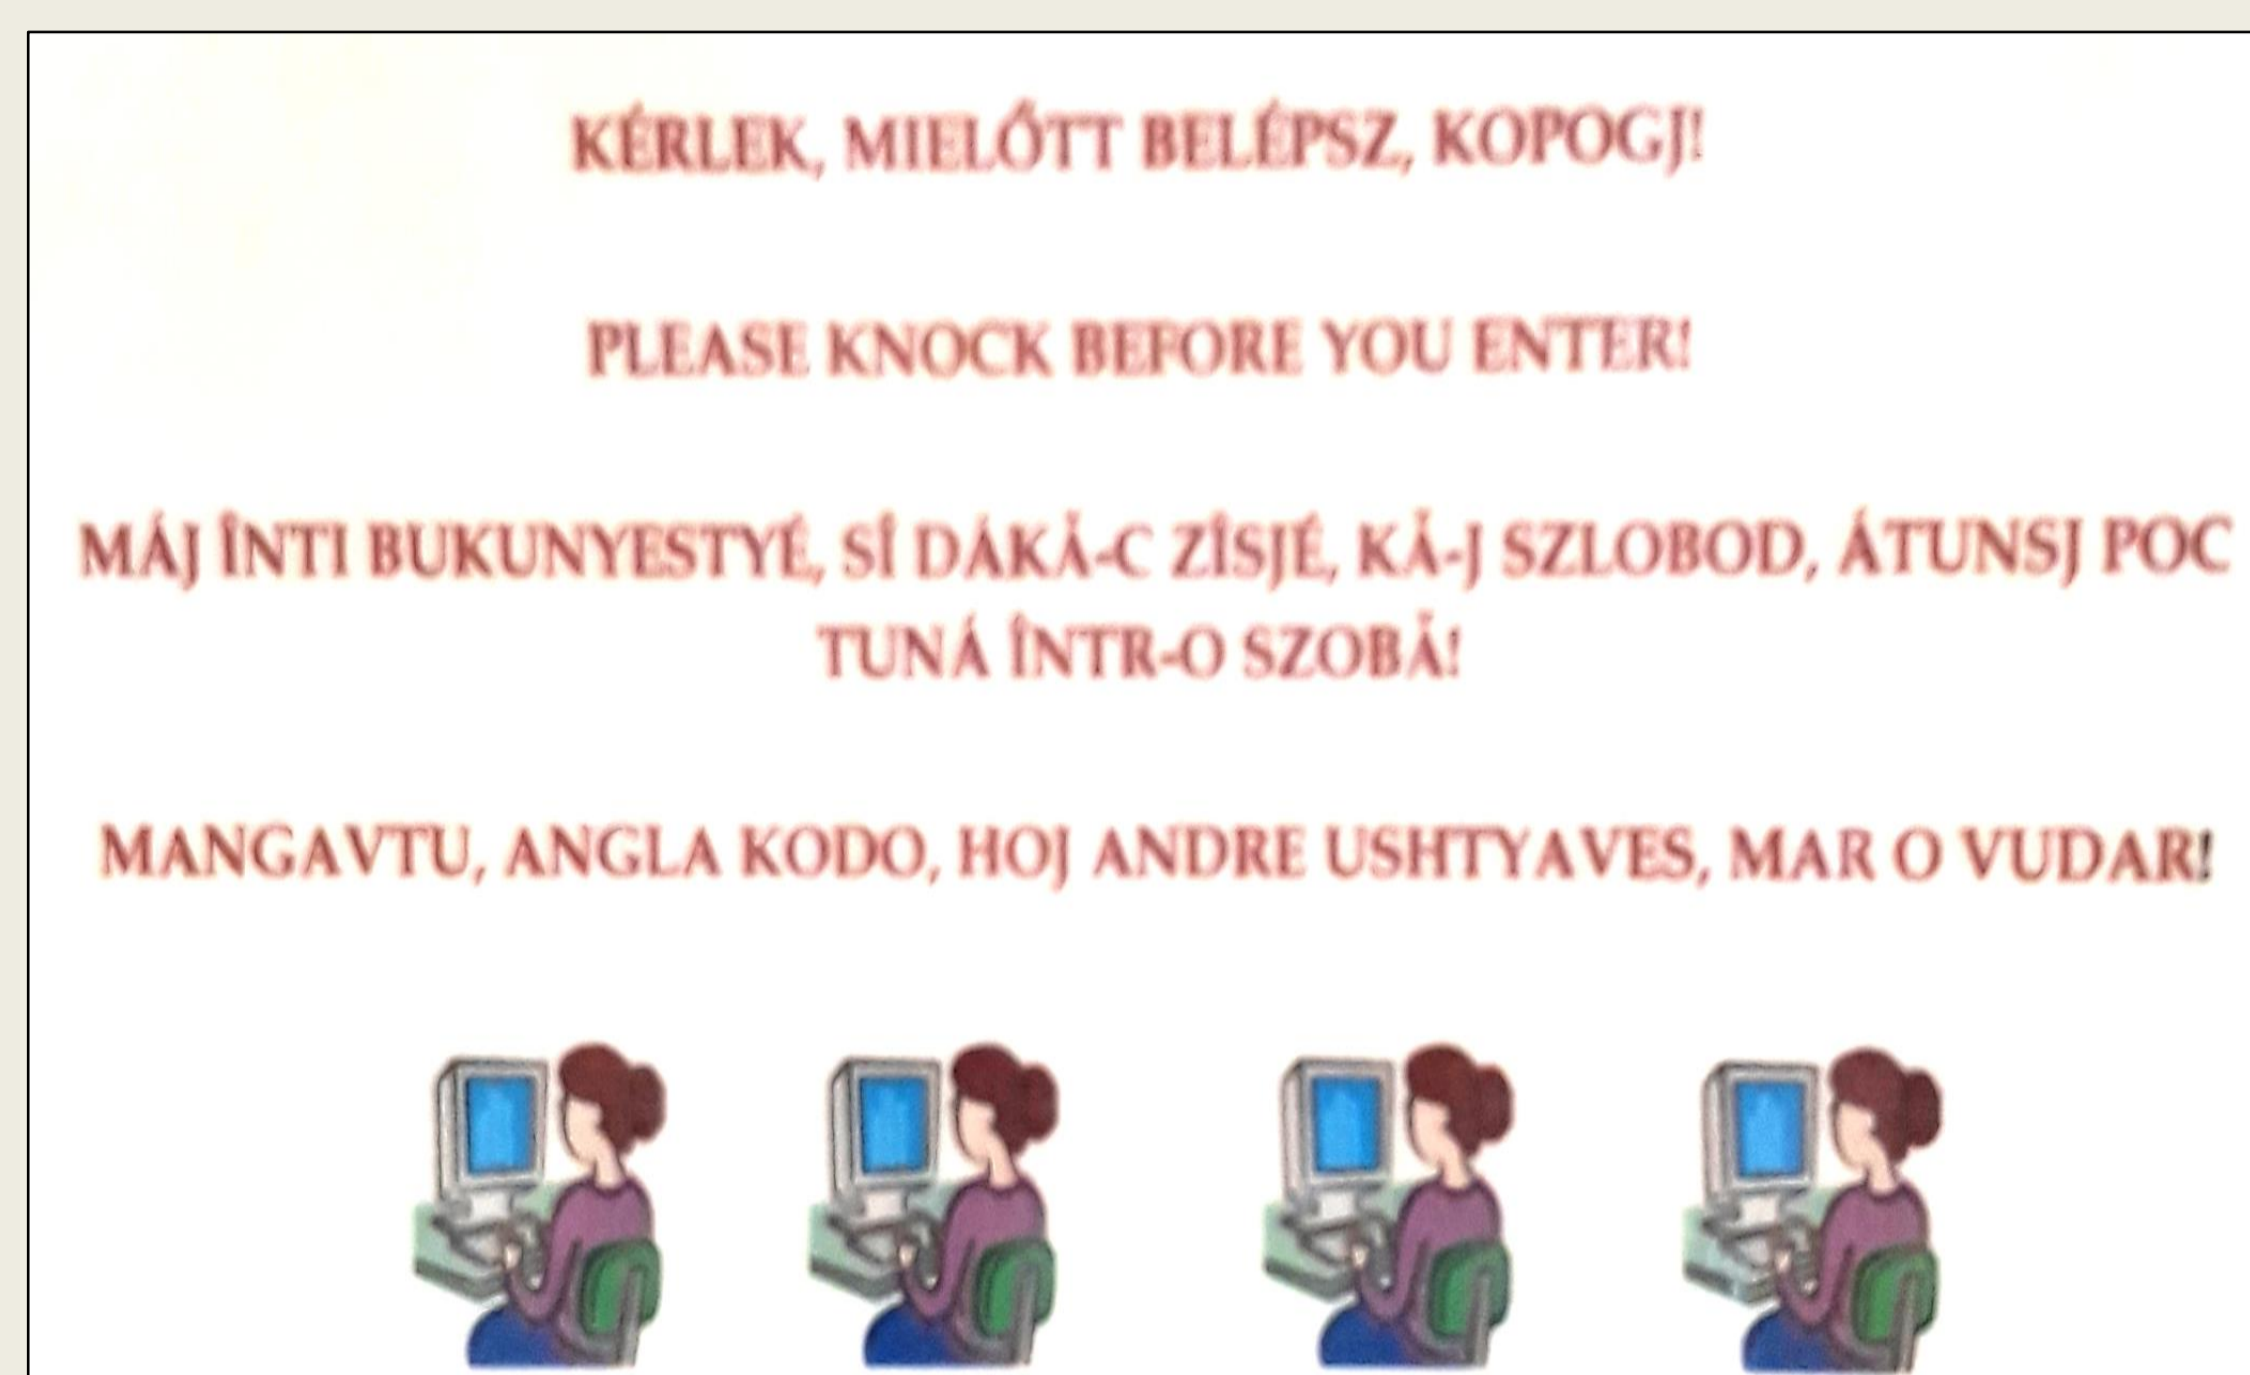 KÉRLEK, MIELŐTT BELÉPSZ, KOPOGJ!
PLEASE KNOCK BEFORE YOU ENTER!
MÁJ ÎNTI BUKUNYESTYÉ, SÎ DÁKĂ-C ZÎSJÉ, KĂ-J SZLOBOD, ÁTUNSJ POC
TUNÁ ÎNTR-O SZOBĂ!
MANGAVTU, ANGLA KODO, HOJ ANDRE USHTYAVES, MAR O VUDAR!